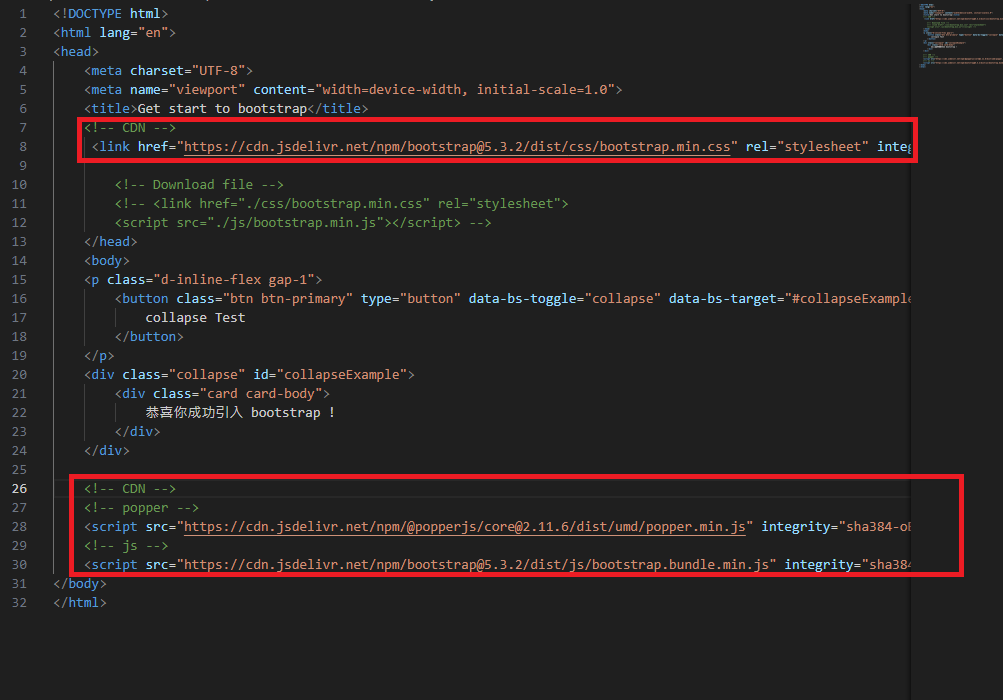 1 <!DOCTYPE html>
2 <html lang="en">
3 <head>
4 <meta charset="UTF-8">
5 <meta name="viewport" content="width=device-width, initial-scale=1.0">
6 <title>Get start to bootstrap</title>
7 <!-- CDN -->
8 <link href="https://cdn.jsdelivr.net/npm/bootstrap@5.3.2/dist/css/bootstrap.min.css" rel="stylesheet" integ
9
10 <!-- Download file -->
11 <!-- <link href="./css/bootstrap.min.css" rel="stylesheet">
12 <script src="./js/bootstrap.min.js"></script> -->
13 </head>
14 <body>
15 <p class="d-inline-flex gap-1">
16 <button class="btn btn-primary" type="button" data-bs-toggle="collapse" data-bs-target="#collapseExample
17 collapse Test
18 </button>
19 </p>
20 <div class="collapse" id="collapseExample">
21 <div class="card card-body">
22 恭喜你成功引入 bootstrap !
23 </div>
24 </div>
25
26 <!-- CDN -->
27 <!-- popper -->
28 <script src="https://cdn.jsdelivr.net/npm/@popperjs/core@2.11.6/dist/umd/popper.min.js" integrity="sha384-oB
29 <!-- js -->
30 <script src="https://cdn.jsdelivr.net/npm/bootstrap@5.3.2/dist/js/bootstrap.bundle.min.js" integrity="sha384
31 </body>
32 </html>